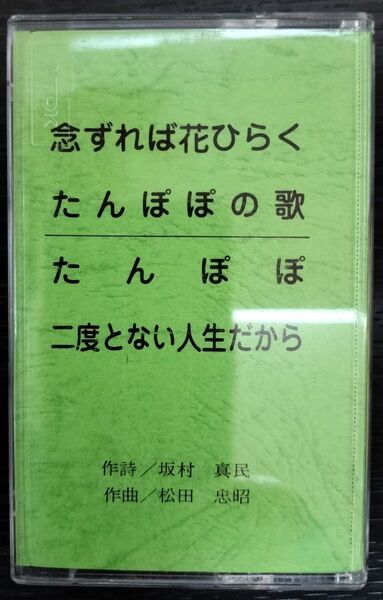 念ずれば花ひらく
たんぽぽの歌
たんぽぽ
二度とない人生だから
作詩／坂村 真民
作曲／松田 忠昭